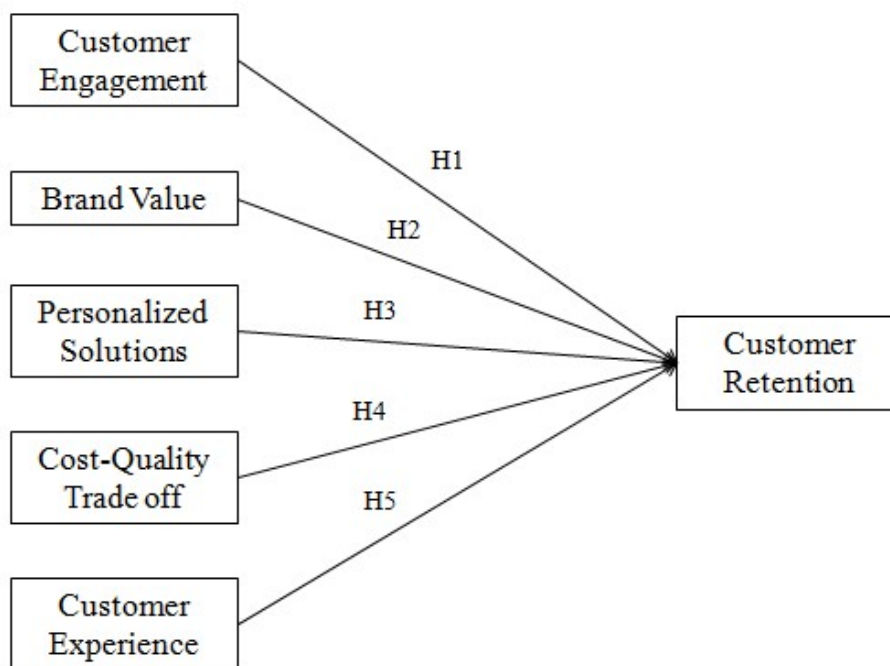 Customer
Engagement
H1
Brand Value
H2
Personalized
Solutions
H3
Customer
Retention
Cost-Quality
Trade off
H4
H5
Customer
Experience